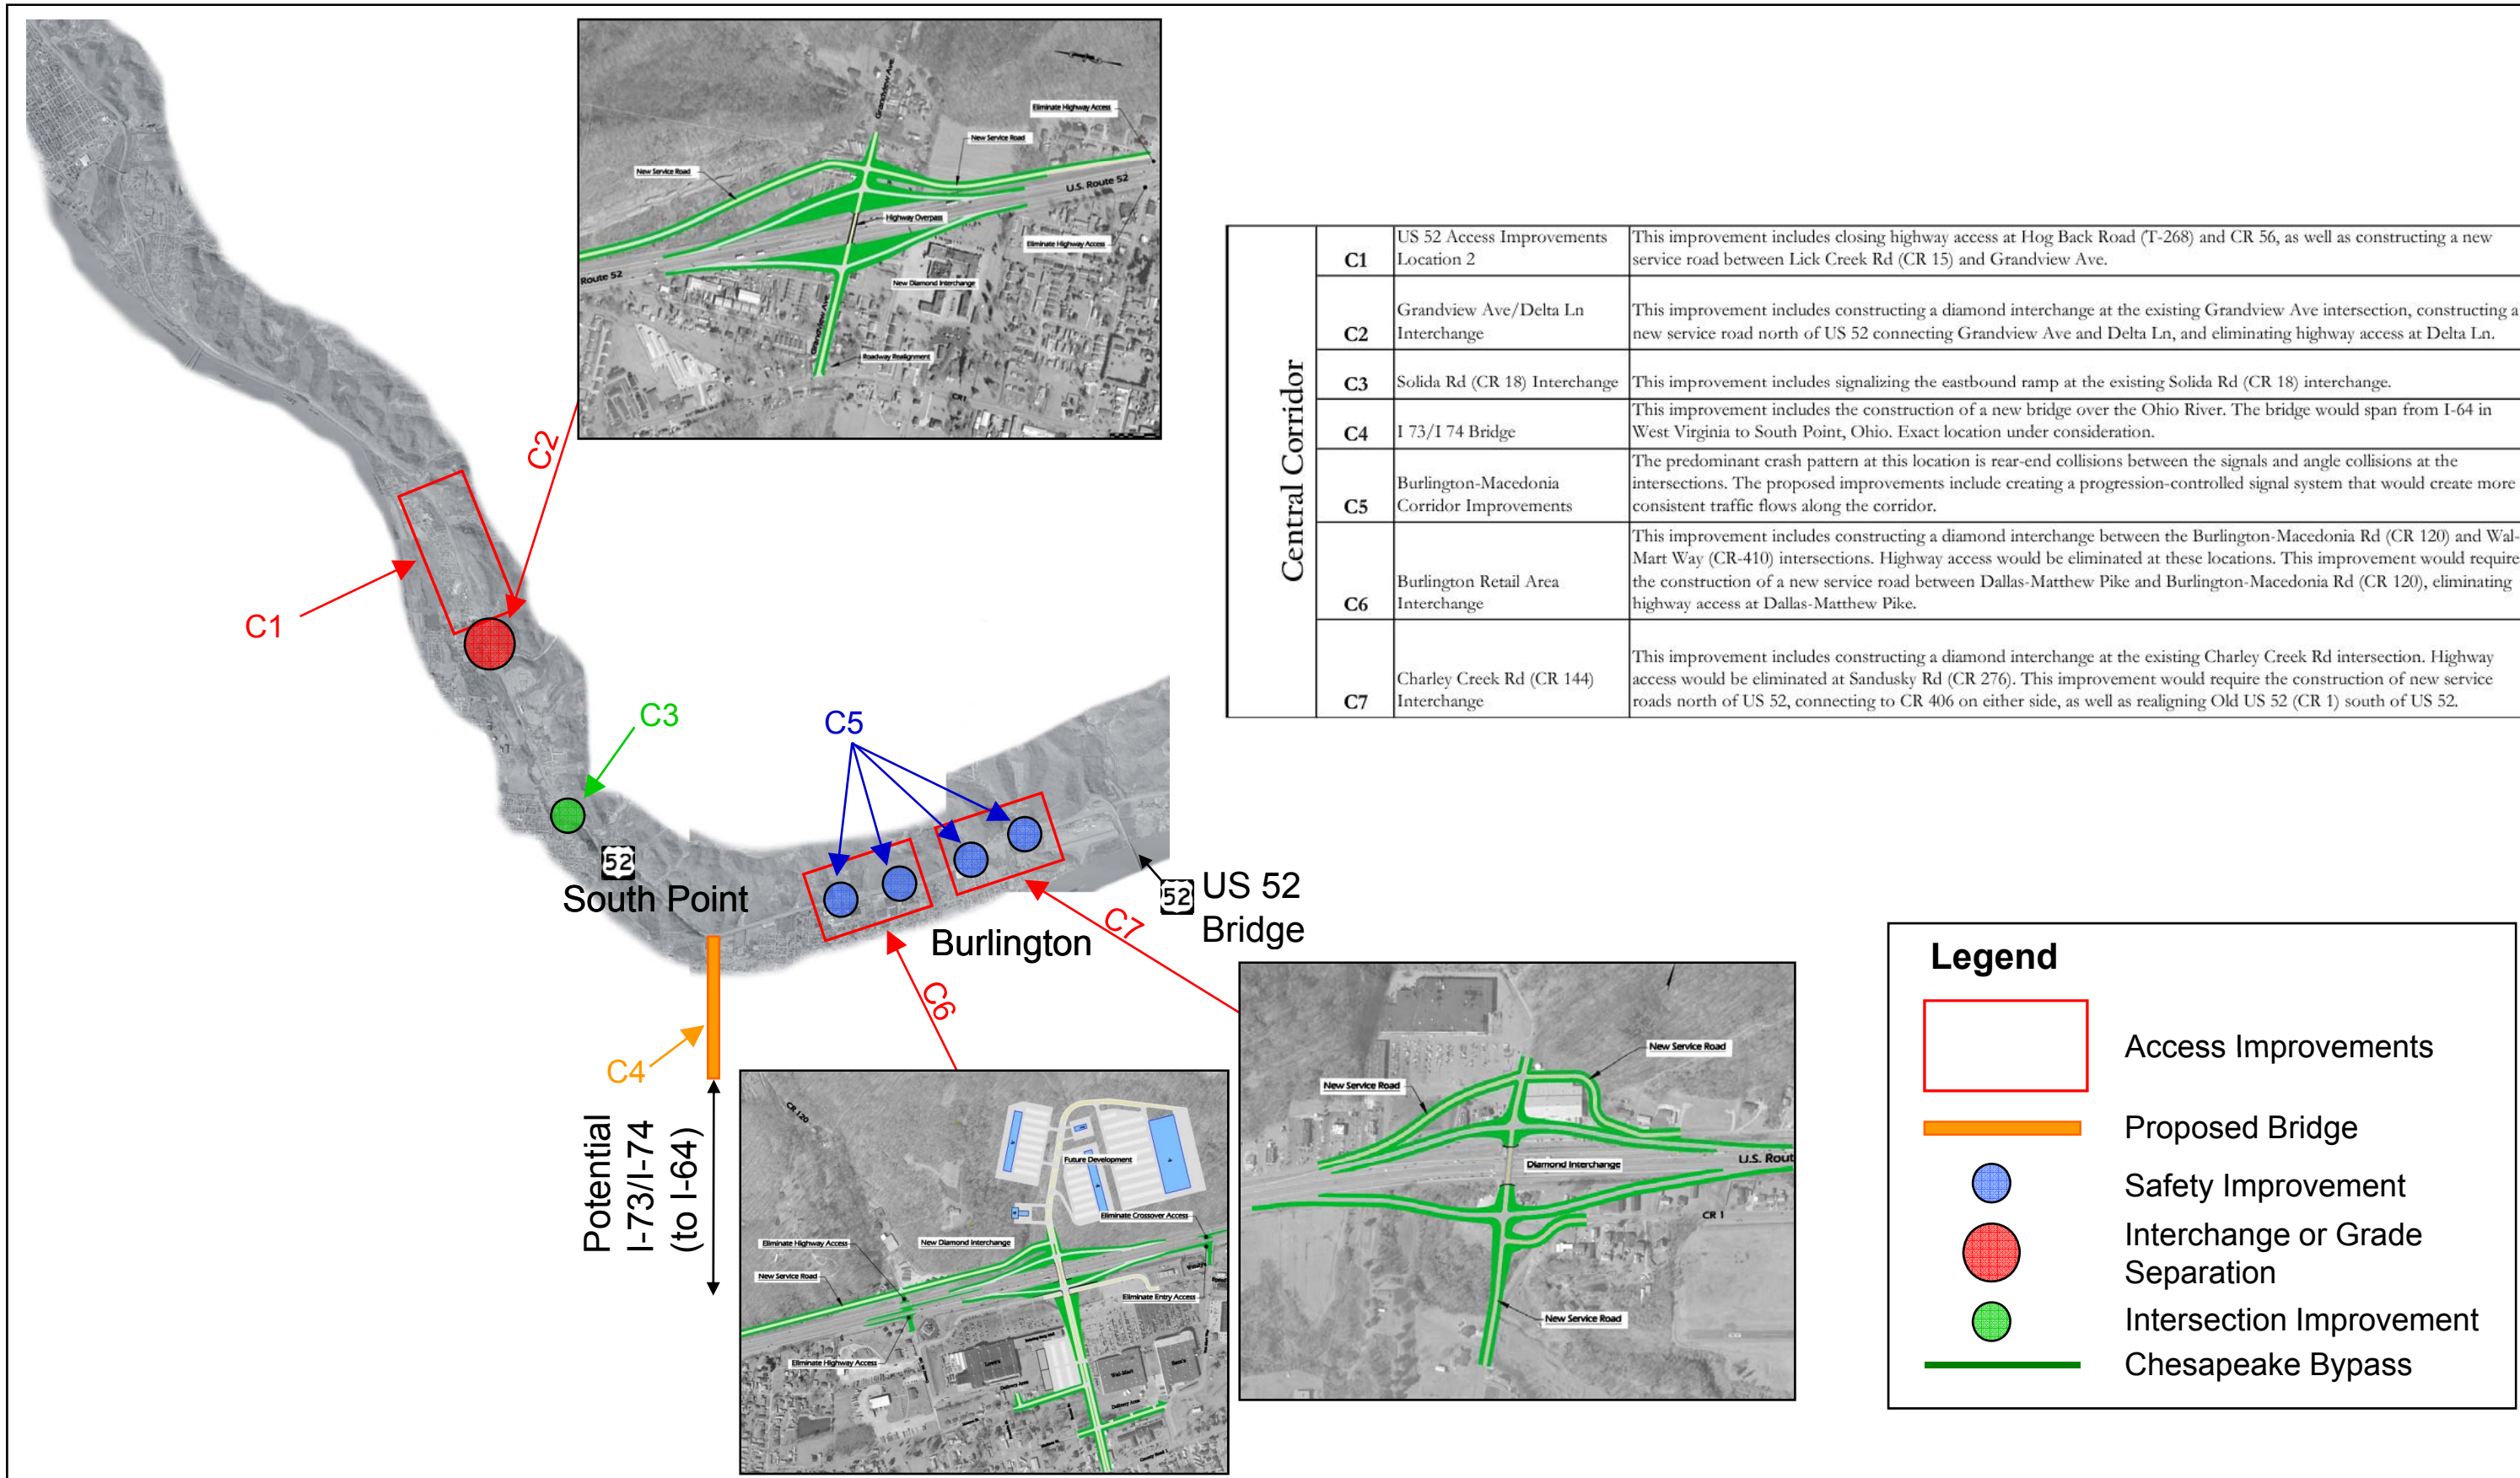 Grandview Ave.
Eliminate Highway Access
New Service Road
New Service Road
U.S. Route 52
Highway Overpass
Eliminate Highway Access
Route 52
New Diamond Interchange
Grandview Ave.
Roadway Realignment
CR1
Central Corridor
C1
US 52 Access Improvements
Location 2
This improvement includes closing highway access at Hog Back Road (T-268) and CR 56, as well as constructing a new
service road between Lick Creek Rd (CR 15) and Grandview Ave.
C2
Grandview Ave/Delta Ln
Interchange
This improvement includes constructing a diamond interchange at the existing Grandview Ave intersection, constructing a
new service road north of US 52 connecting Grandview Ave and Delta Ln, and eliminating highway access at Delta Ln.
C3
Solida Rd (CR 18) Interchange
This improvement includes signalizing the eastbound ramp at the existing Solida Rd (CR 18) interchange.
C4
I 73/I 74 Bridge
This improvement includes the construction of a new bridge over the Ohio River. The bridge would span from I-64 in
West Virginia to South Point, Ohio. Exact location under consideration.
C5
Burlington-Macedonia
Corridor Improvements
The predominant crash pattern at this location is rear-end collisions between the signals and angle collisions at the
intersections. The proposed improvements include creating a progression-controlled signal system that would create more
consistent traffic flows along the corridor.
C6
Burlington Retail Area
Interchange
This improvement includes constructing a diamond interchange between the Burlington-Macedonia Rd (CR 120) and Wal-
Mart Way (CR-410) intersections. Highway access would be eliminated at these locations. This improvement would require
the construction of a new service road between Dallas-Matthew Pike and Burlington-Macedonia Rd (CR 120), eliminating
highway access at Dallas-Matthew Pike.
C7
Charley Creek Rd (CR 144)
Interchange
This improvement includes constructing a diamond interchange at the existing Charley Creek Rd intersection. Highway
access would be eliminated at Sandusky Rd (CR 276). This improvement would require the construction of new service
roads north of US 52, connecting to CR 406 on either side, as well as realigning Old US 52 (CR 1) south of US 52.
C2
C1
C3
C5
52
South Point
Burlington
C7
52
US 52
Bridge
C6
C4
Potential
I-73/I-74
(to I-64)
CR 120
Future Development
Eliminate Crossover Access
Eliminate Highway Access
New Diamond Interchange
New Service Road
Eliminate Entry Access
Eliminate Highway Access
Lowe's
Wal-Mart
Sam's
Delivery Area
Delivery Area
Wendy's
County Road 1
New Service Road
New Service Road
Diamond Interchange
U.S. Rout
CR 1
New Service Road
Legend
Access Improvements
Proposed Bridge
Safety Improvement
Interchange or Grade
Separation
Intersection Improvement
Chesapeake Bypass